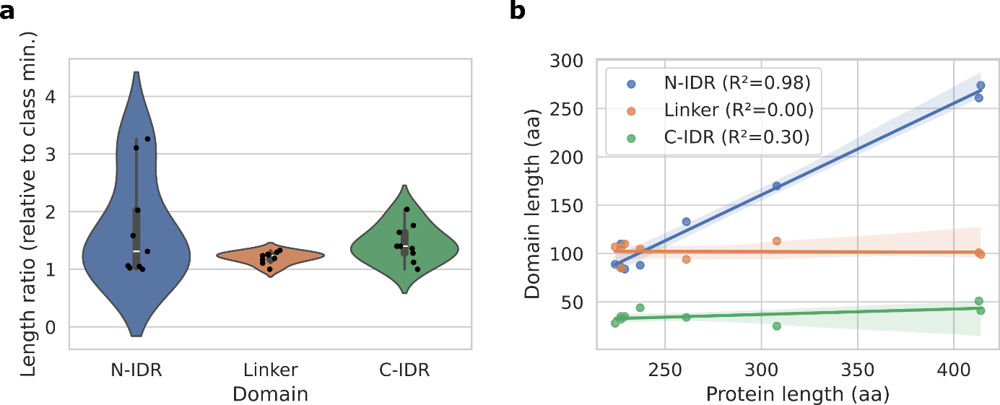 a
Length ratio (relative to class min.)
4
3
2
1
0
N-IDR Linker C-IDR
Domain
b
Domain length (aa)
300
250
200
150
100
50
N-IDR (R²=0.98)
Linker (R²=0.00)
C-IDR (R²=0.30)
250 300 350 400
Protein length (aa)